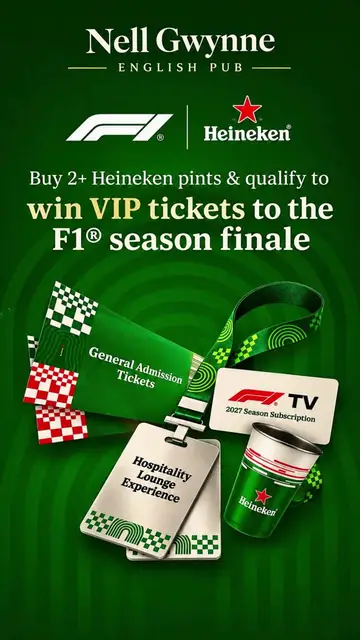 Nell Gwynne
ENGLISH PUB
F1®
Heineken®
Buy 2+ Heineken pints & qualify to
win VIP tickets to the
F1® season finale
General Admission
Tickets
F1® TV
2027 Season Subscription
Hospitality
Lounge
Experience
Heineken